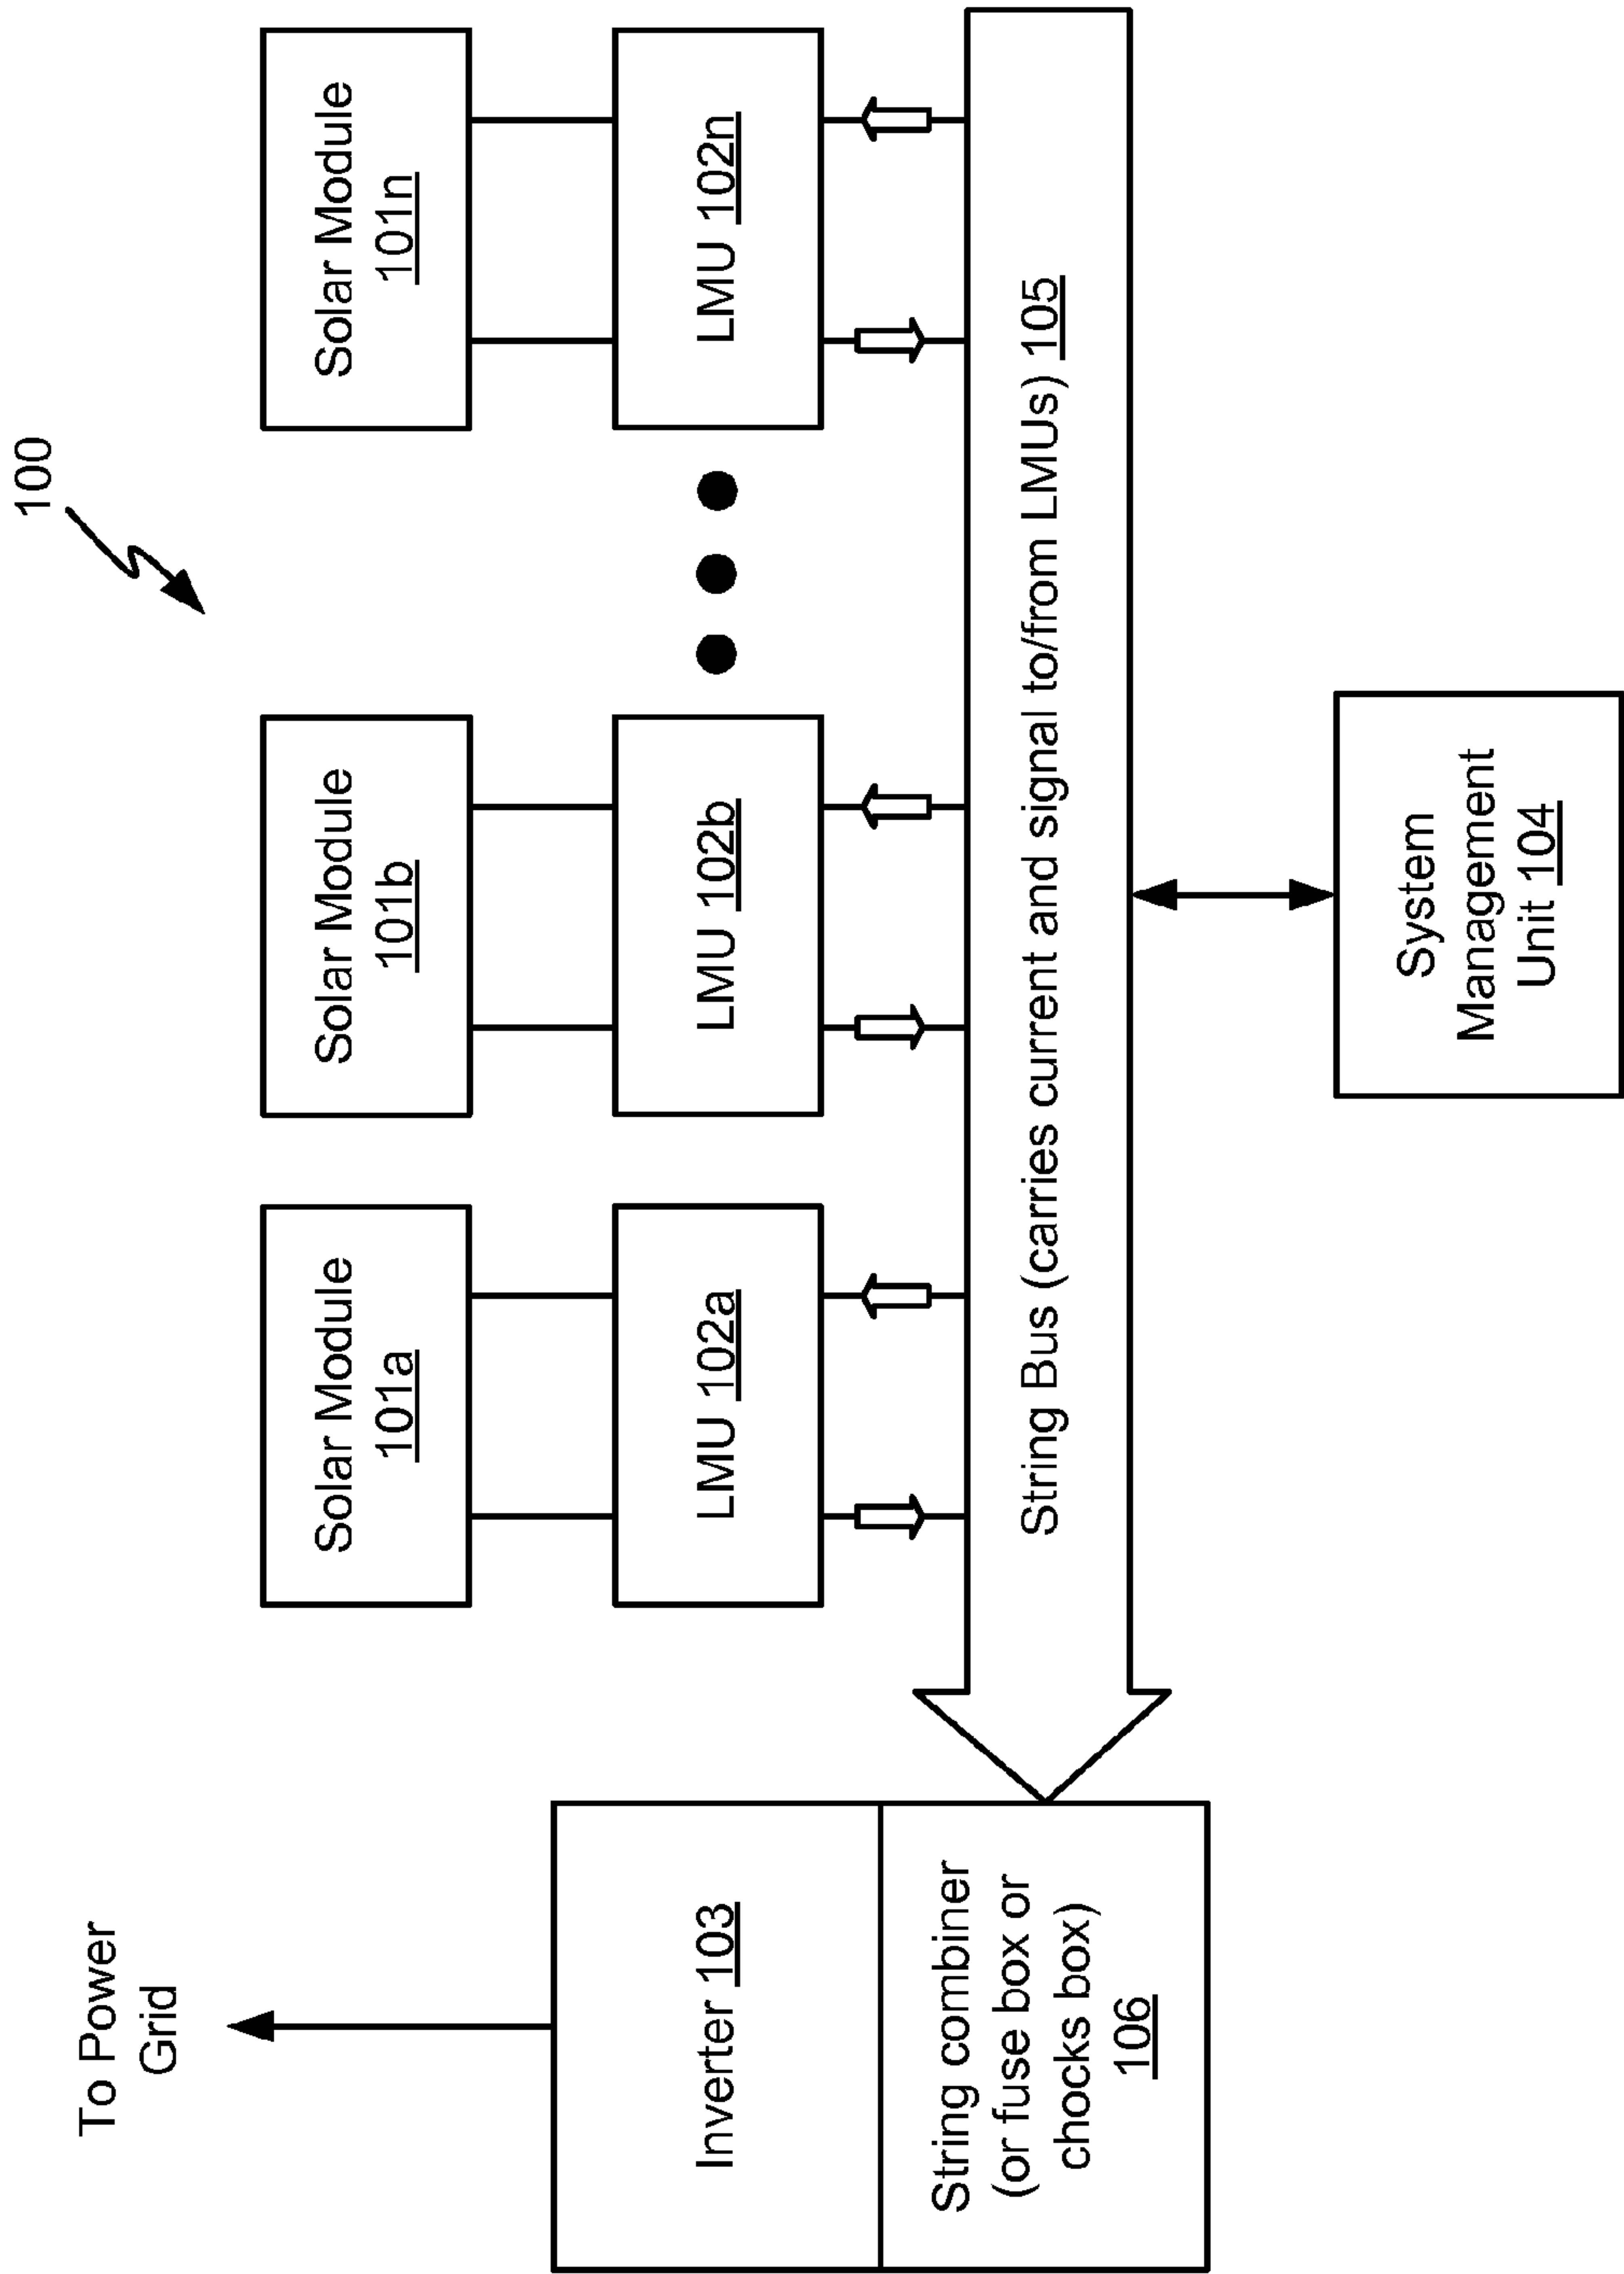 100
To Power
Grid
Solar Module
101a
Solar Module
101b
Solar Module
101n
Inverter 103
LMU 102a
LMU 102b
LMU 102n
String combiner
(or fuse box or
chocks box)
106
String Bus (carries current and signal to/from LMUs) 105
System
Management
Unit 104